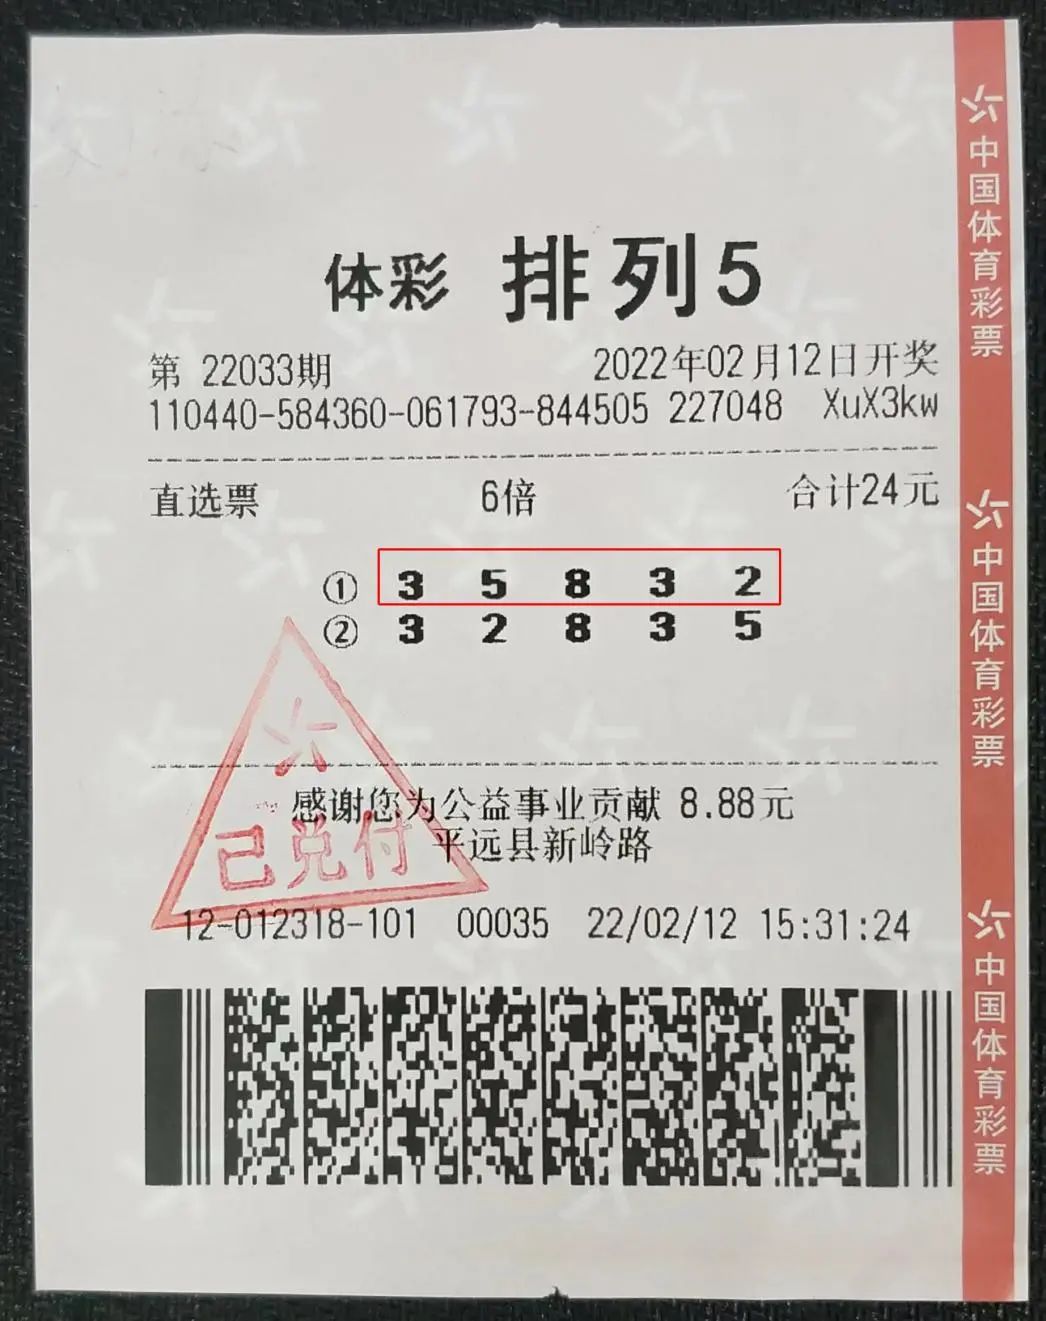 体彩 排列5
第 22033期 2022年02月12日开奖
110440-584360-061793-844505 227048 XuX3kw
直选票 6倍 合计24元
① 3 5 8 3 2
② 3 2 8 3 5
感谢您为公益事业贡献 8.88元
平远县新岭路
已兑付
12-012318-101 00035 22/02/12 15:31:24
中国体育彩票
中国体育彩票
中国体育彩票